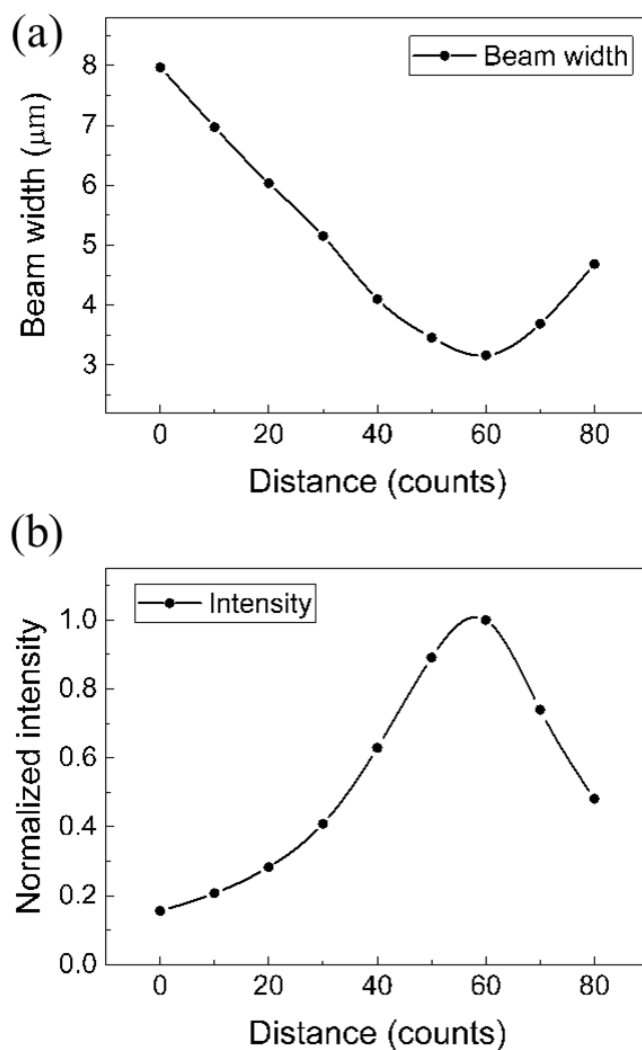 (a)
Beam width
8
7
6
5
4
3
Beam width (μm)
0 20 40 60 80
Distance (counts)
(b)
Intensity
1.0
0.8
0.6
0.4
0.2
0.0
Normalized intensity
0 20 40 60 80
Distance (counts)